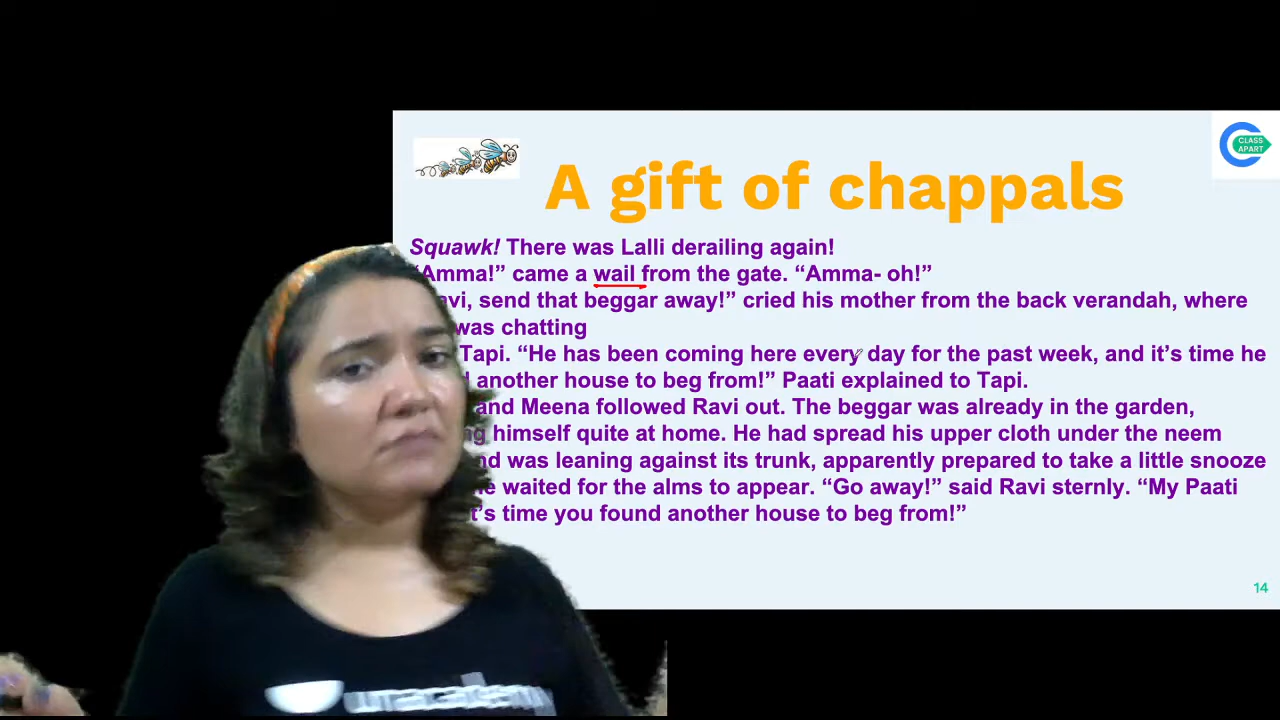 CLASS
APART
A gift of chappals
Squawk! There was Lalli derailing again!
“Amma!” came a wail from the gate. “Amma- oh!”
send that beggar away!” cried his mother from the back verandah, where
was chatting
Tapi. “He has been coming here every day for the past week, and it’s time he
another house to beg from!” Paati explained to Tapi.
and Meena followed Ravi out. The beggar was already in the garden,
himself quite at home. He had spread his upper cloth under the neem
was leaning against its trunk, apparently prepared to take a little snooze
waited for the alms to appear. “Go away!” said Ravi sternly. “My Paati
time you found another house to beg from!”
14